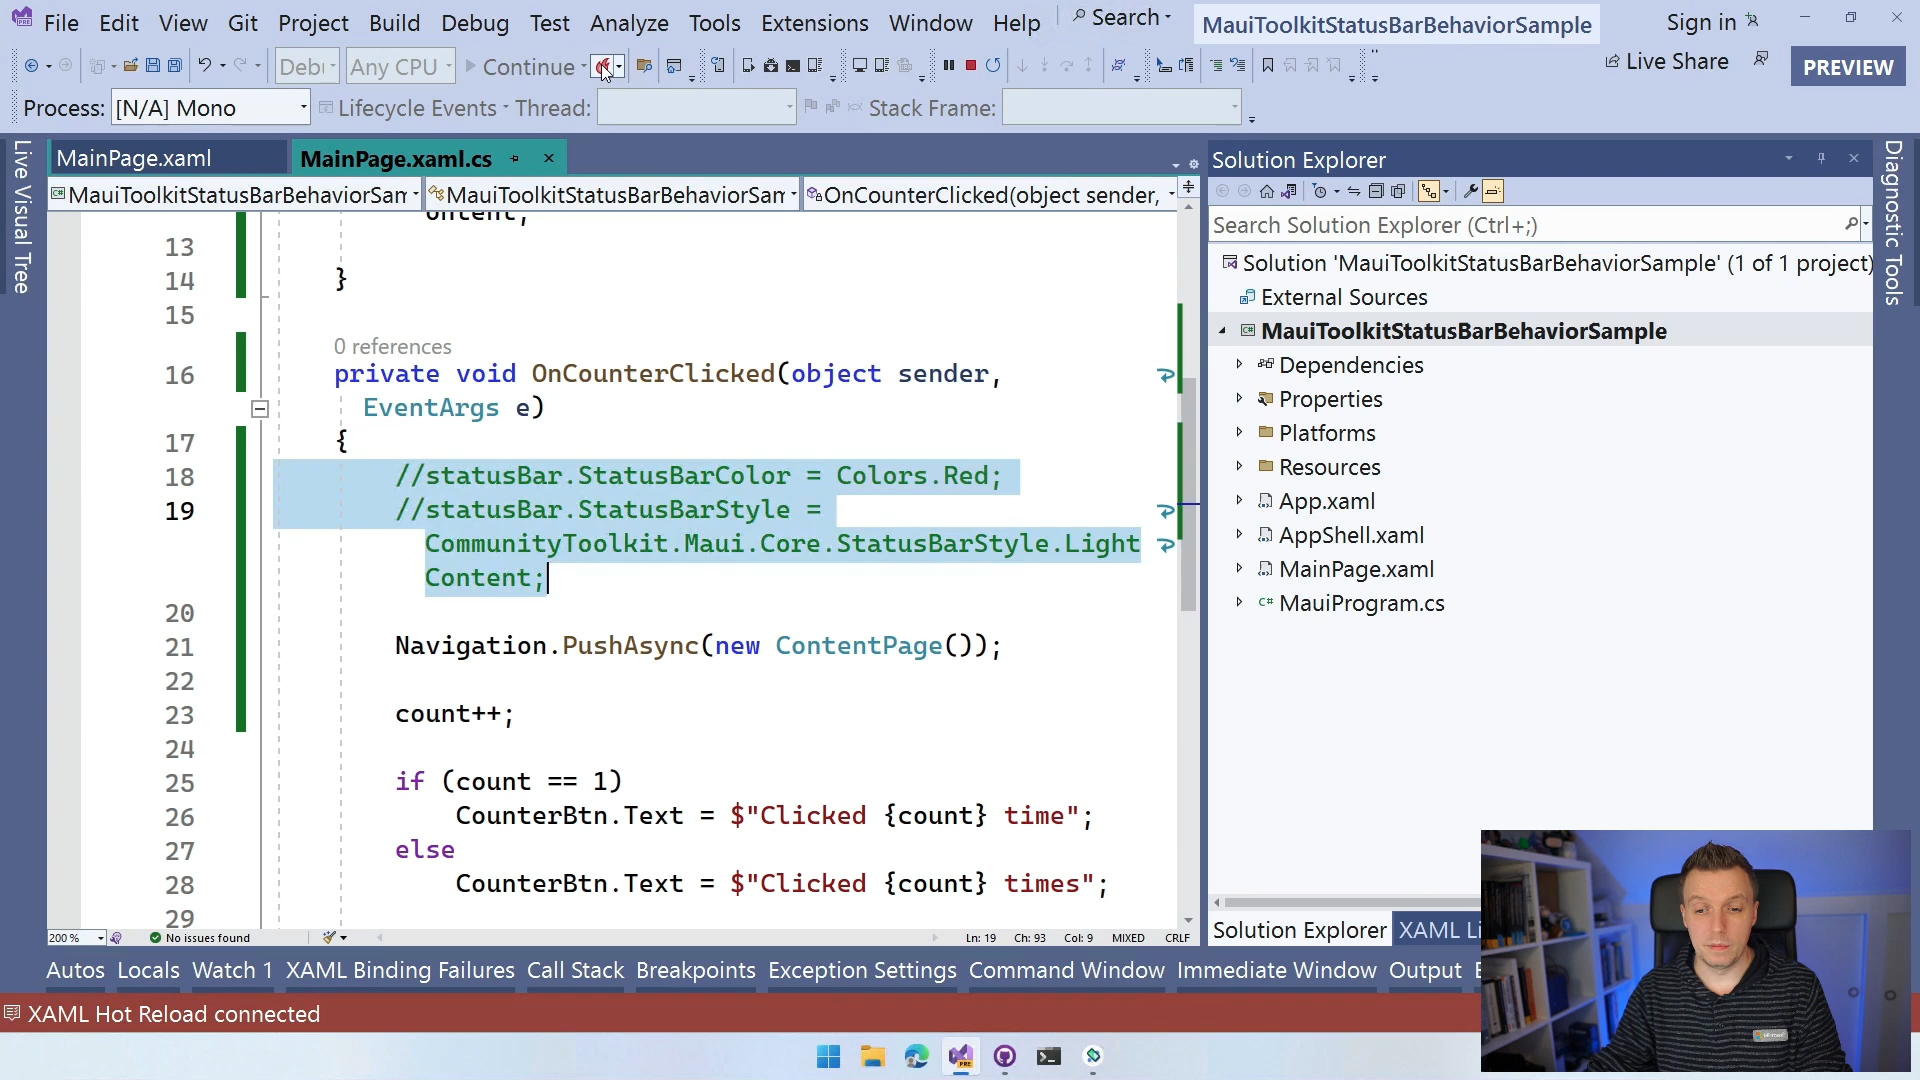 File Edit View Git Project Build Debug Test Analyze Tools Extensions Window Help Search MauiToolkitStatusBarBehaviorSample Sign in
Debu Any CPU Continue Live Share PREVIEW
Process: [N/A] Mono Lifecycle Events Thread: Stack Frame:
Live Visual Tree
MainPage.xaml MainPage.xaml.cs
MauiToolkitStatusBarBehaviorSam MauiToolkitStatusBarBehaviorSam OnCounterClicked(object sender,
ontent;
13
14 }
15
0 references
16 private void OnCounterClicked(object sender,
EventArgs e)
17 {
18 //statusBar.StatusBarColor = Colors.Red;
19 //statusBar.StatusBarStyle =
CommunityToolkit.Maui.Core.StatusBarStyle.Light
Content;
20
21 Navigation.PushAsync(new ContentPage());
22
23 count++;
24
25 if (count == 1)
26 CounterBtn.Text = $"Clicked {count} time";
27 else
28 CounterBtn.Text = $"Clicked {count} times";
29
200 % No issues found Ln: 19 Ch: 93 Col: 9 MIXED CRLF
Solution Explorer
Search Solution Explorer (Ctrl+;)
Solution 'MauiToolkitStatusBarBehaviorSample' (1 of 1 project)
External Sources
MauiToolkitStatusBarBehaviorSample
Dependencies
Properties
Platforms
Resources
App.xaml
AppShell.xaml
MainPage.xaml
C# MauiProgram.cs
Solution Explorer XAML Li
Diagnostic Tools
Autos Locals Watch 1 XAML Binding Failures Call Stack Breakpoints Exception Settings Command Window Immediate Window Output
XAML Hot Reload connected
PRE